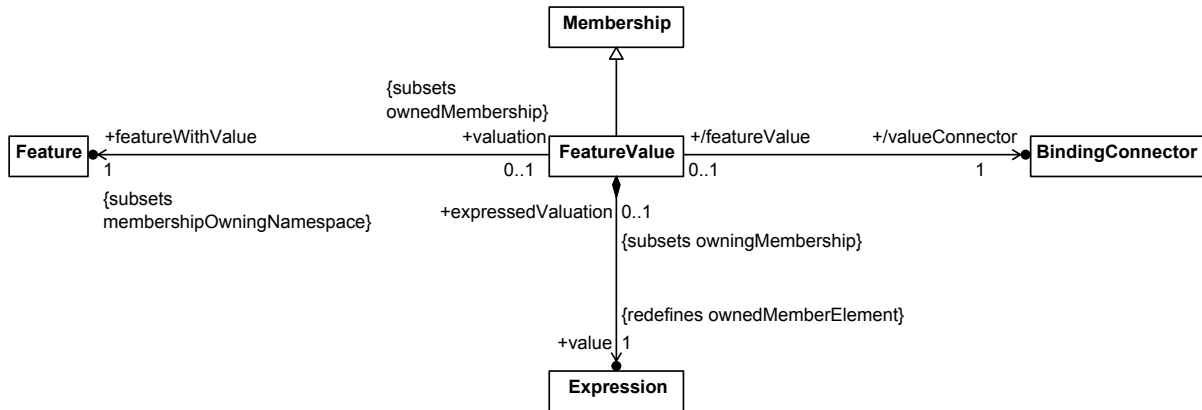 Membership
{subsets
ownedMembership}
+featureWithValue
+valuation
+/featureValue
+/valueConnector
Feature
FeatureValue
BindingConnector
1
0..1
0..1
1
{subsets
membershipOwningNamespace}
+expressedValuation
0..1
{subsets owningMembership}
{redefines ownedMemberElement}
+value
1
Expression